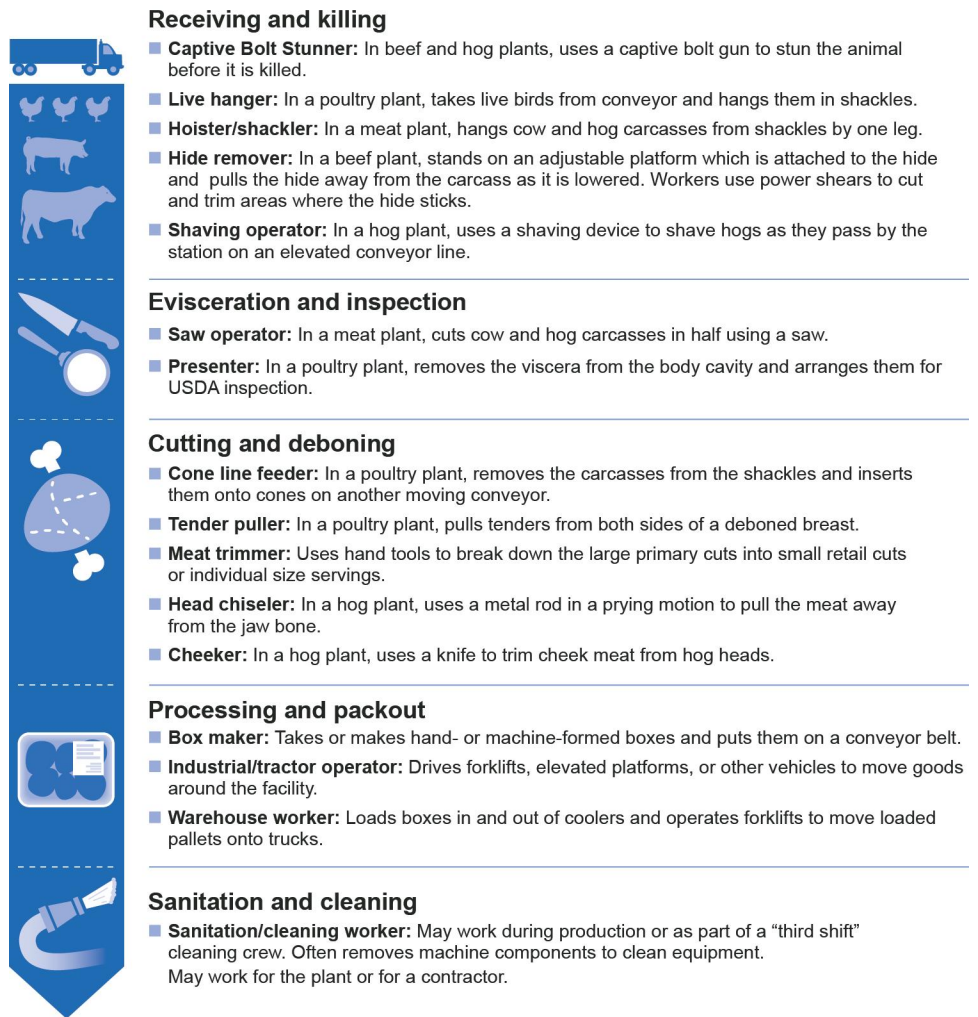 Receiving and killing
■ Captive Bolt Stunner: In beef and hog plants, uses a captive bolt gun to stun the animal
before it is killed.
■ Live hanger: In a poultry plant, takes live birds from conveyor and hangs them in shackles.
■ Hoister/shackler: In a meat plant, hangs cow and hog carcasses from shackles by one leg.
■ Hide remover: In a beef plant, stands on an adjustable platform which is attached to the hide
and pulls the hide away from the carcass as it is lowered. Workers use power shears to cut
and trim areas where the hide sticks.
■ Shaving operator: In a hog plant, uses a shaving device to shave hogs as they pass by the
station on an elevated conveyor line.
Evisceration and inspection
■ Saw operator: In a meat plant, cuts cow and hog carcasses in half using a saw.
■ Presenter: In a poultry plant, removes the viscera from the body cavity and arranges them for
USDA inspection.
Cutting and deboning
■ Cone line feeder: In a poultry plant, removes the carcasses from the shackles and inserts
them onto cones on another moving conveyor.
■ Tender puller: In a poultry plant, pulls tenders from both sides of a deboned breast.
■ Meat trimmer: Uses hand tools to break down the large primary cuts into small retail cuts
or individual size servings.
■ Head chiseler: In a hog plant, uses a metal rod in a prying motion to pull the meat away
from the jaw bone.
■ Cheeker: In a hog plant, uses a knife to trim cheek meat from hog heads.
Processing and packout
■ Box maker: Takes or makes hand- or machine-formed boxes and puts them on a conveyor belt.
■ Industrial/tractor operator: Drives forklifts, elevated platforms, or other vehicles to move goods
around the facility.
■ Warehouse worker: Loads boxes in and out of coolers and operates forklifts to move loaded
pallets onto trucks.
Sanitation and cleaning
■ Sanitation/cleaning worker: May work during production or as part of a “third shift”
cleaning crew. Often removes machine components to clean equipment.
May work for the plant or for a contractor.